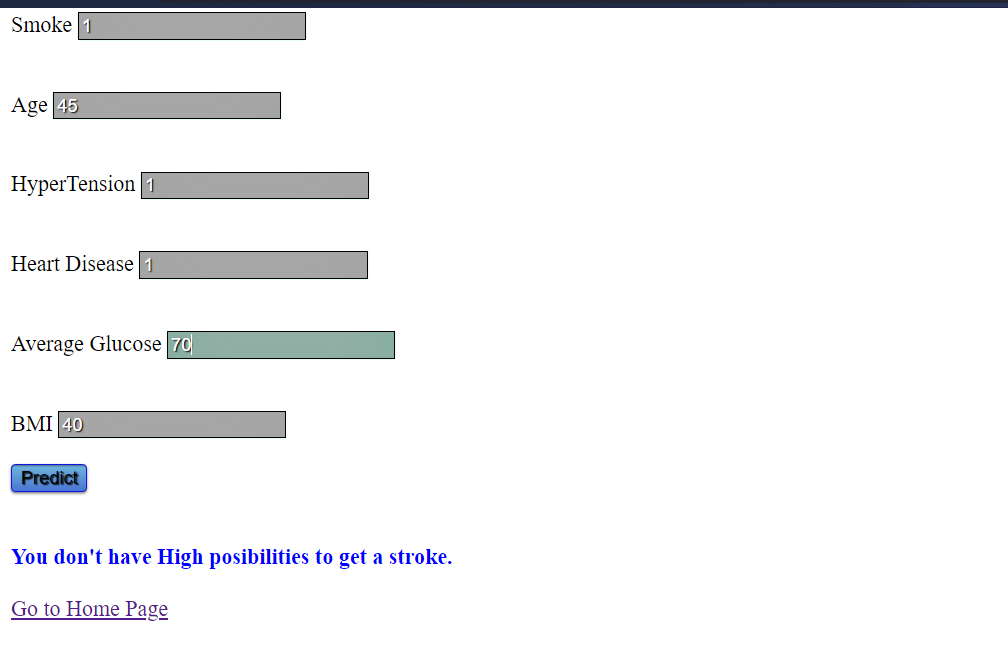 Smoke 1
Age 45
HyperTension 1
Heart Disease 1
Average Glucose 70
BMI 40
Predict
You don't have High posibilities to get a stroke.
Go to Home Page